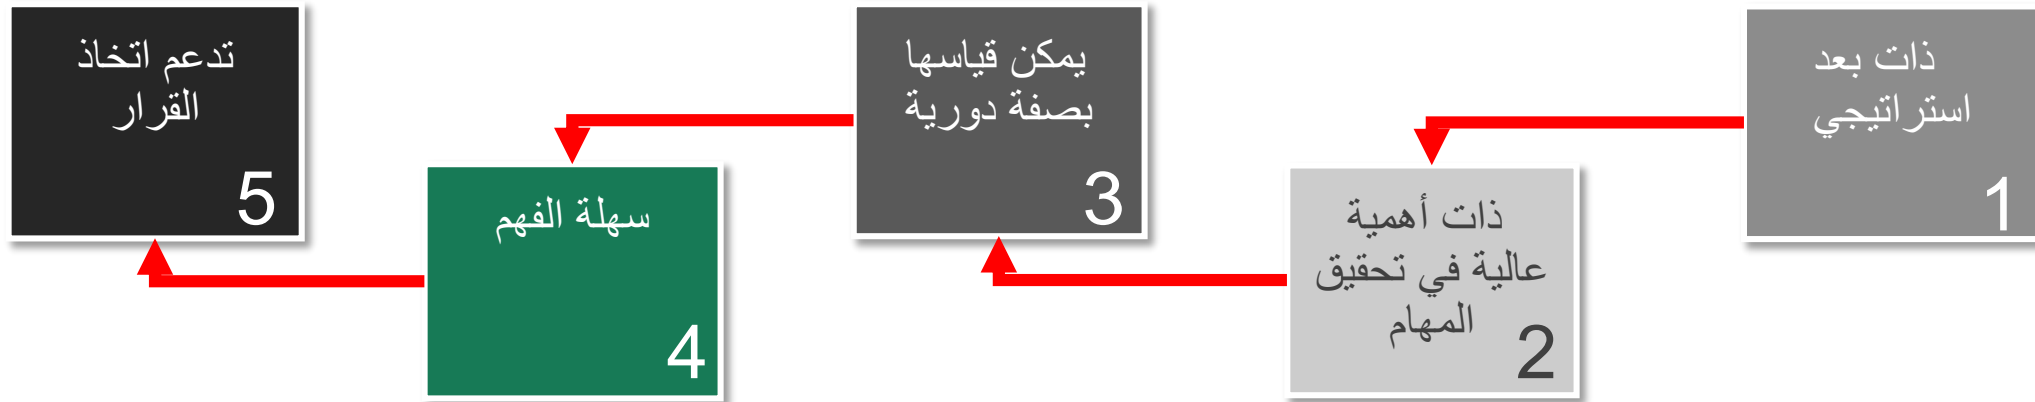 ذات بعد
استراتيجي
1
ذات أهمية
عالية في تحقيق
المهام
2
يمكن قياسها
بصفة دورية
3
سهلة الفهم
4
تدعم اتخاذ
القرار
5